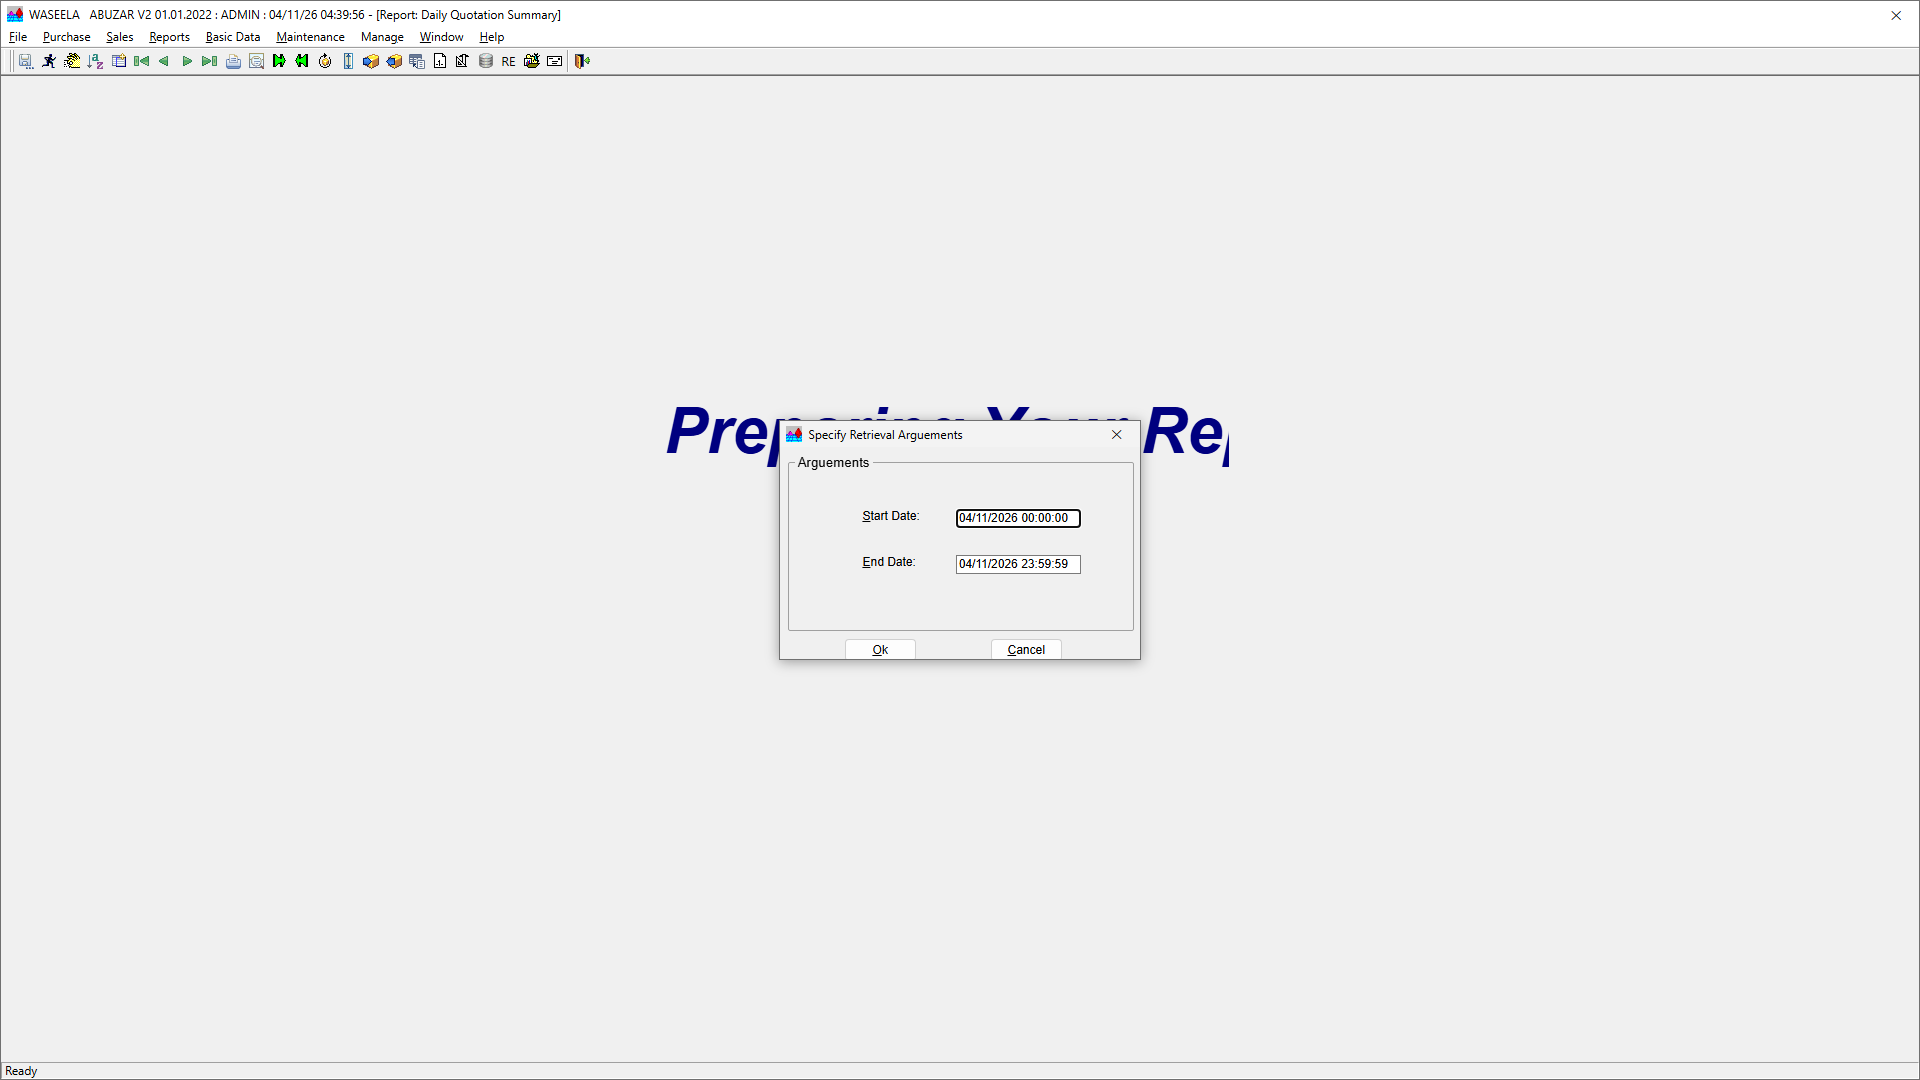 WASEELA ABUZAR V2 01.01.2022 : ADMIN : 04/11/26 04:39:56 - [Report: Daily Quotation Summary]
File Purchase Sales Reports Basic Data Maintenance Manage Window Help
RE
Specify Retrieval Arguements
Arguements
Start Date: 04/11/2026 00:00:00
End Date: 04/11/2026 23:59:59
Ok Cancel
Ready